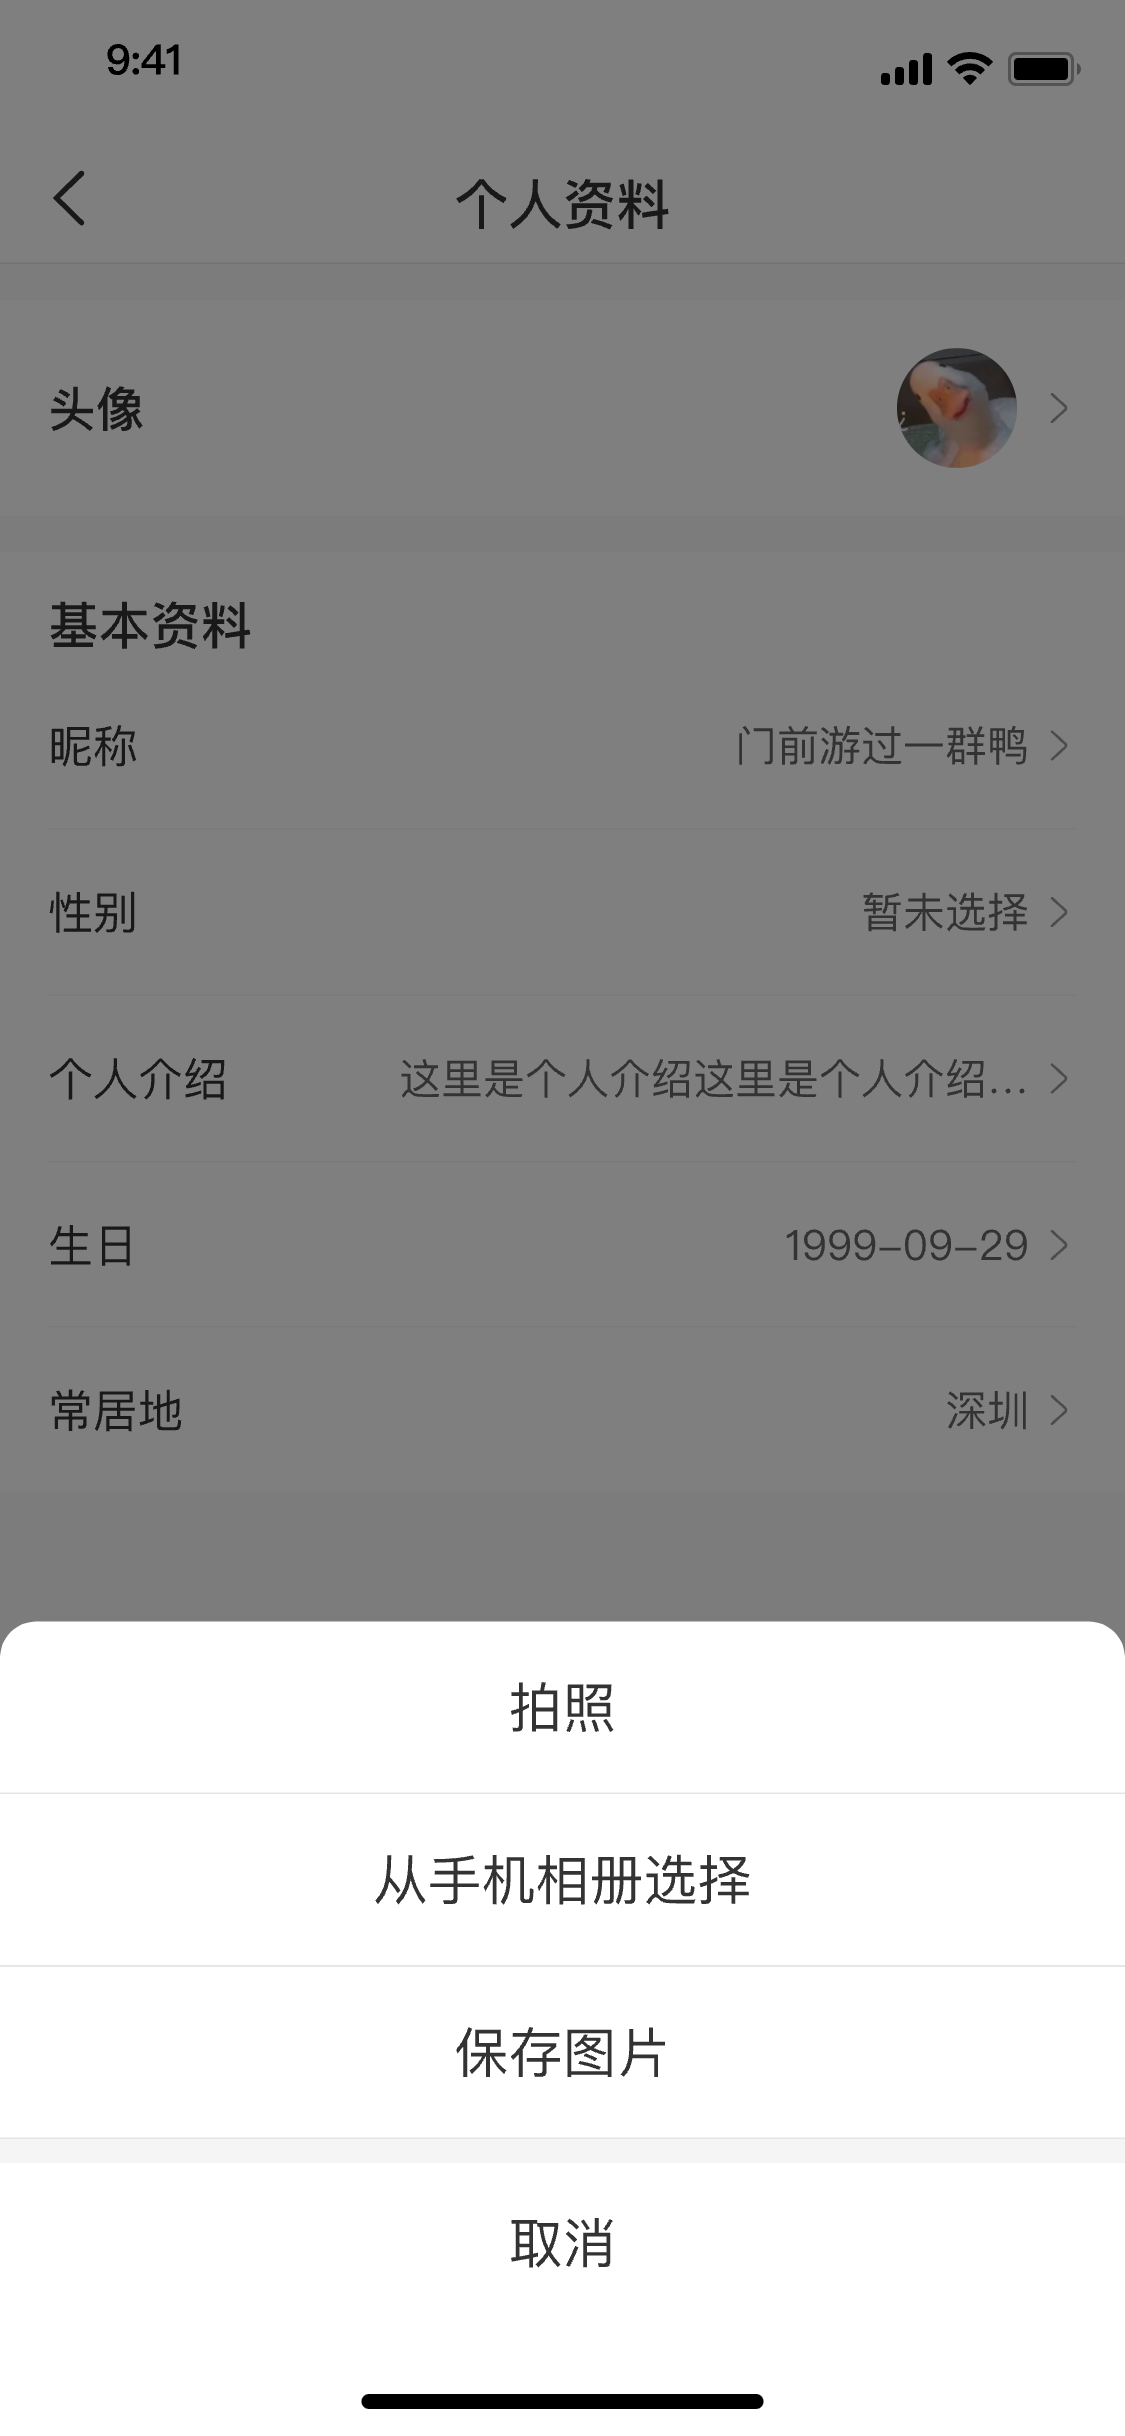 9:41
个人资料
头像
基本资料
昵称 门前游过一群鸭
性别 暂未选择
个人介绍 这里是个人介绍这里是个人介绍...
生日 1999-09-29
常居地 深圳
拍照
从手机相册选择
保存图片
取消